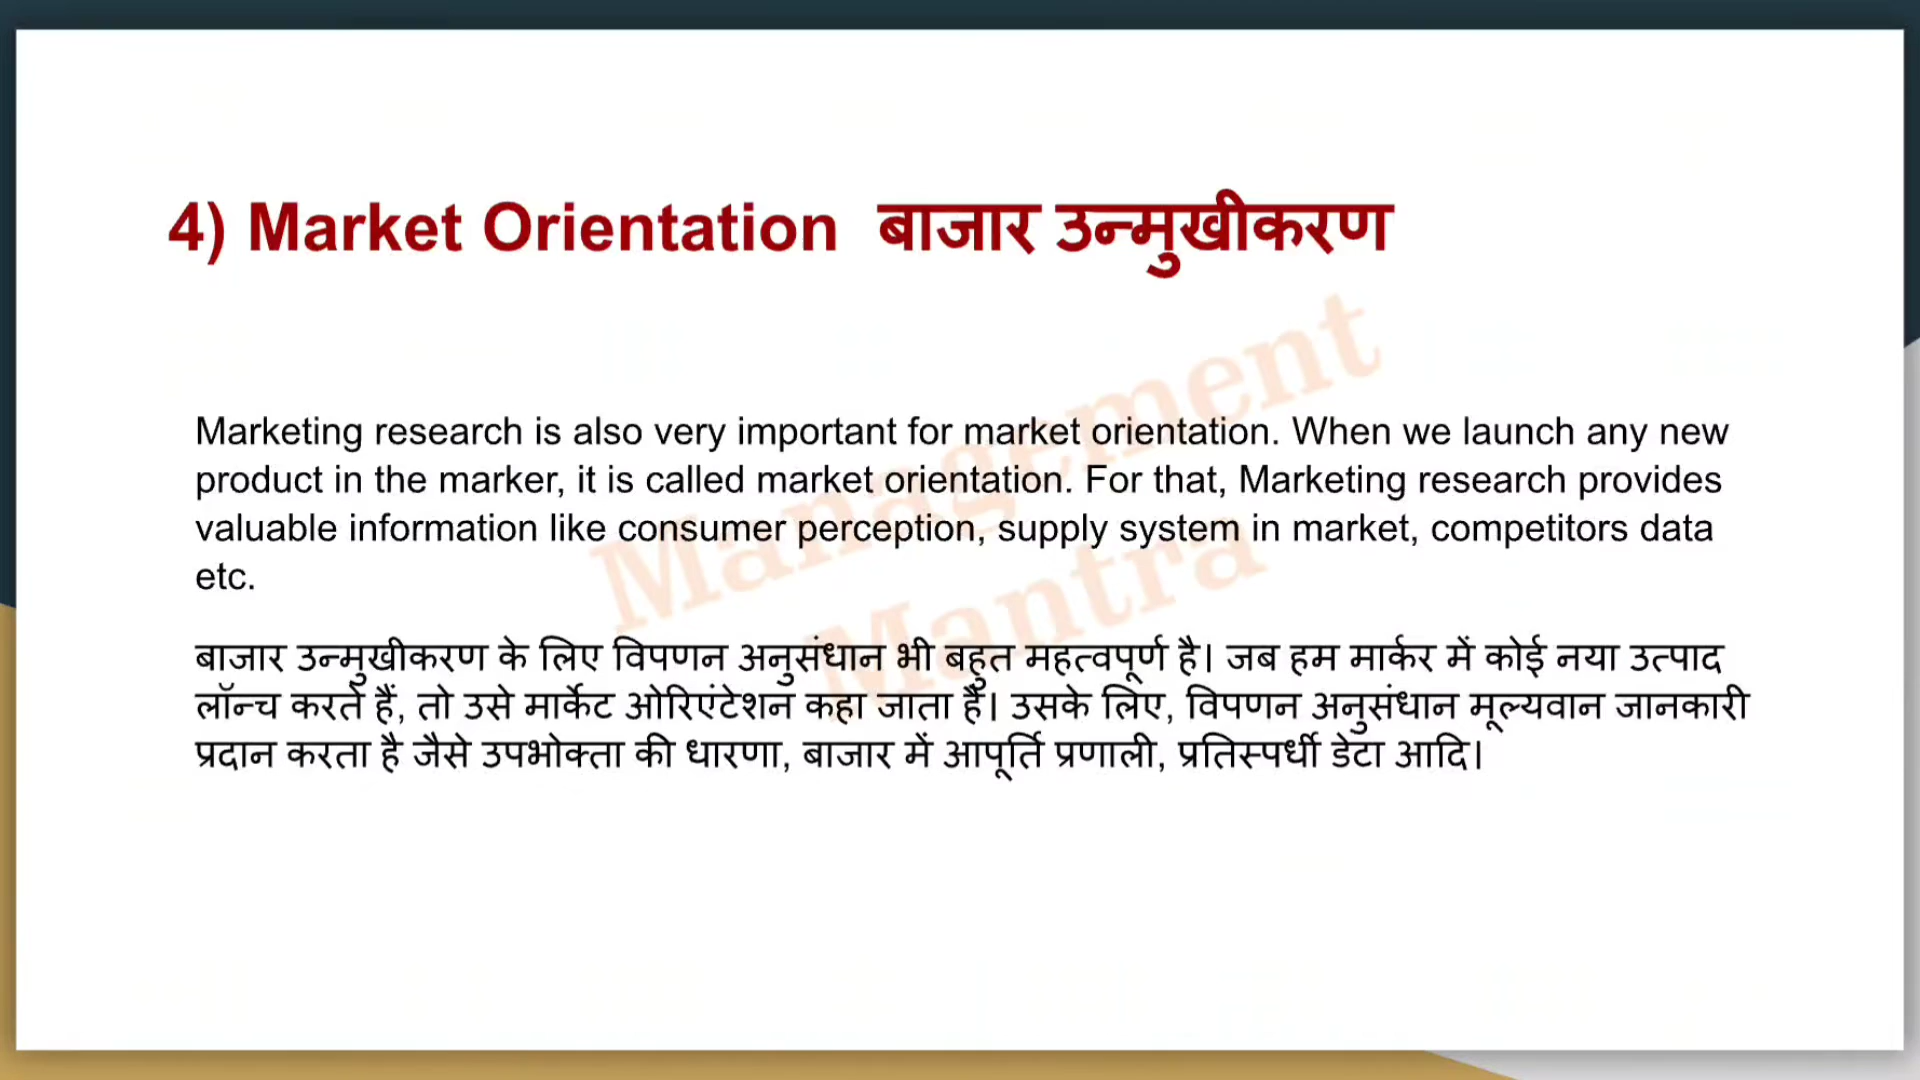 4) Market Orientation बाजार उन्मुखीकरण
Marketing research is also very important for market orientation. When we launch any new
product in the marker, it is called market orientation. For that, Marketing research provides
valuable information like consumer perception, supply system in market, competitors data
etc.
बाजार उन्मुखीकरण के लिए विपणन अनुसंधान भी बहुत महत्वपूर्ण है। जब हम मार्कर में कोई नया उत्पाद
लॉन्च करते हैं, तो उसे मार्केट ओरिएंटेशन कहा जाता है। उसके लिए, विपणन अनुसंधान मूल्यवान जानकारी
प्रदान करता है जैसे उपभोक्ता की धारणा, बाजार में आपूर्ति प्रणाली, प्रतिस्पर्धी डेटा आदि।
Management
Mantra